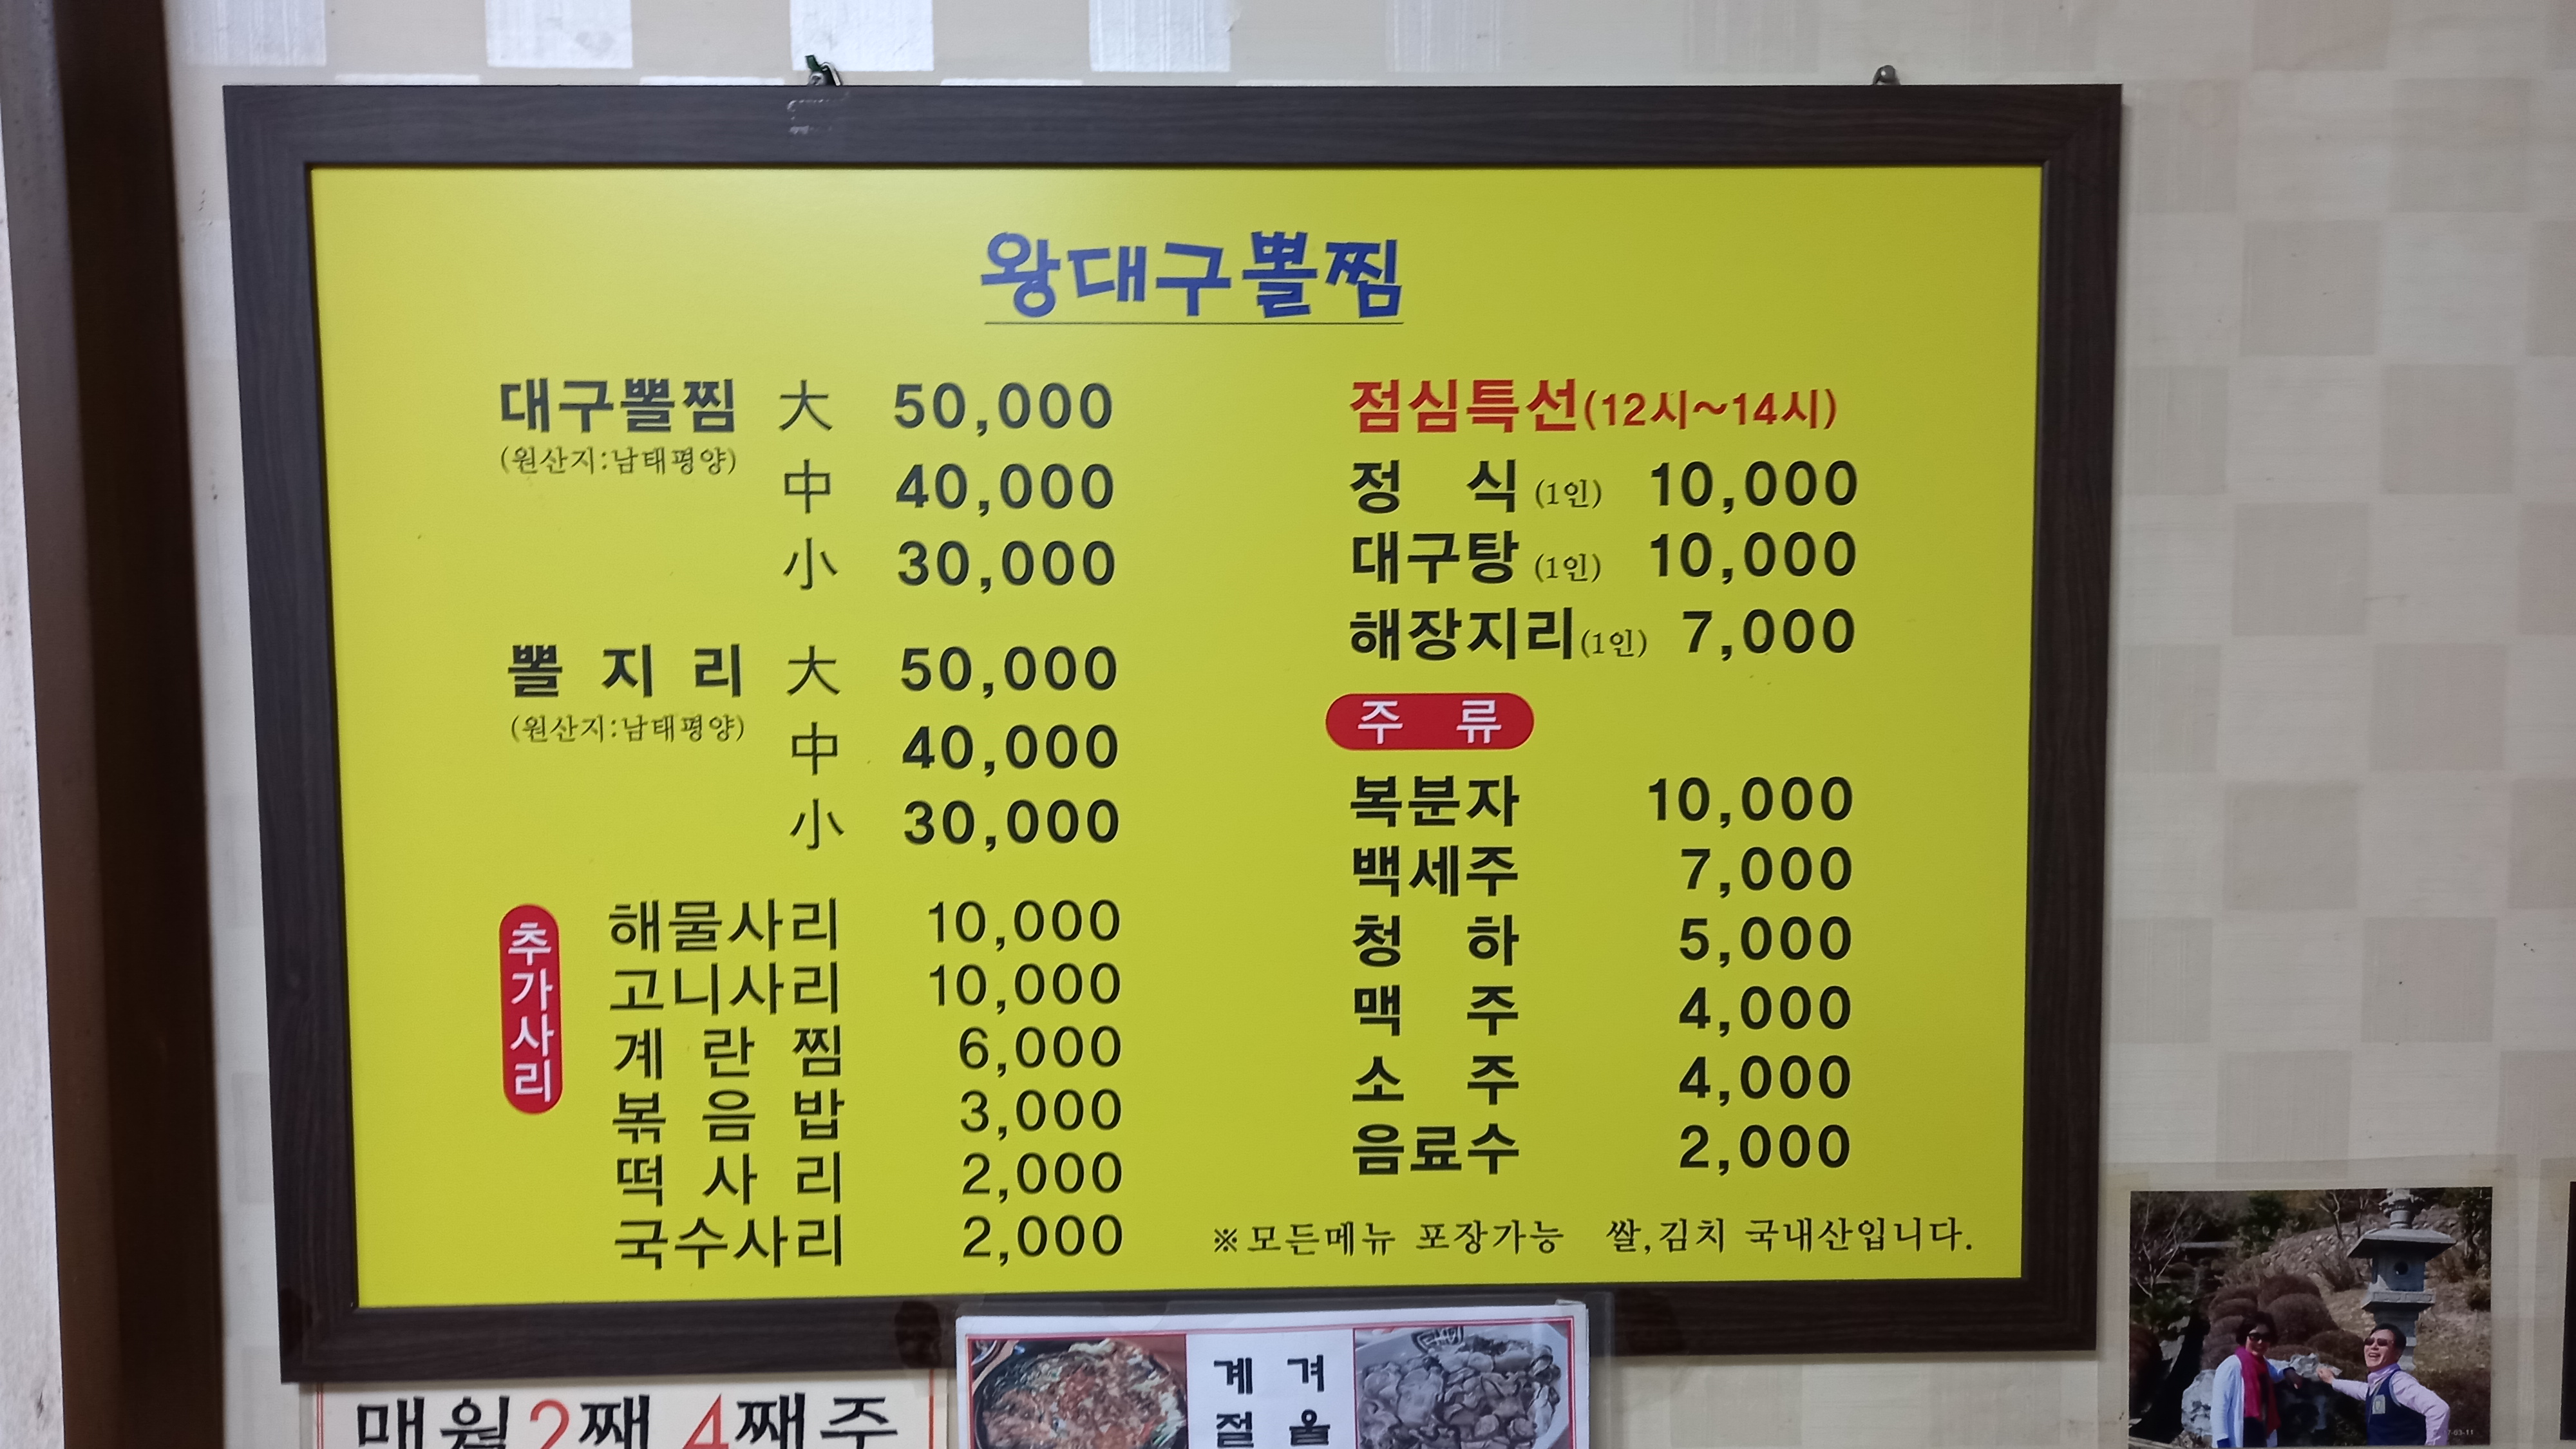 왕대구뽈찜
대구뽈찜 大 50,000
(원산지:남태평양)
中 40,000
小 30,000
뽈 지 리 大 50,000
(원산지:남태평양)
中 40,000
小 30,000
추가사리
해물사리 10,000
고니사리 10,000
계 란 찜 6,000
볶 음 밥 3,000
떡 사 리 2,000
국수사리 2,000
점심특선(12시~14시)
정 식 (1인) 10,000
대구탕 (1인) 10,000
해장지리(1인) 7,000
주 류
복분자 10,000
백세주 7,000
청 하 5,000
맥 주 4,000
소 주 4,000
음료수 2,000
※모든메뉴 포장가능 쌀,김치 국내산입니다.
매월2째 4째주
계 겨
절 울